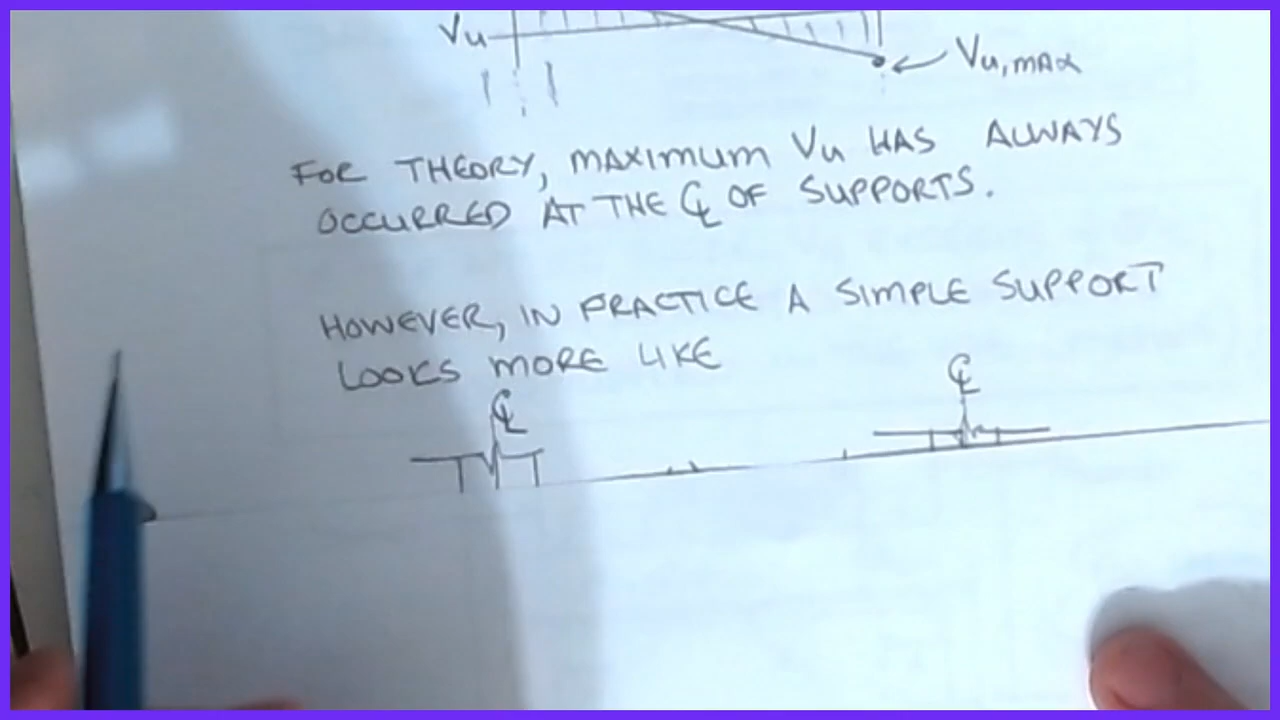 Vu
Vu,MAX
FOR THEORY, MAXIMUM Vu HAS ALWAYS
OCCURRED AT THE ℄ OF SUPPORTS.
HOWEVER, IN PRACTICE A SIMPLE SUPPORT
LOOKS MORE LIKE
℄
℄